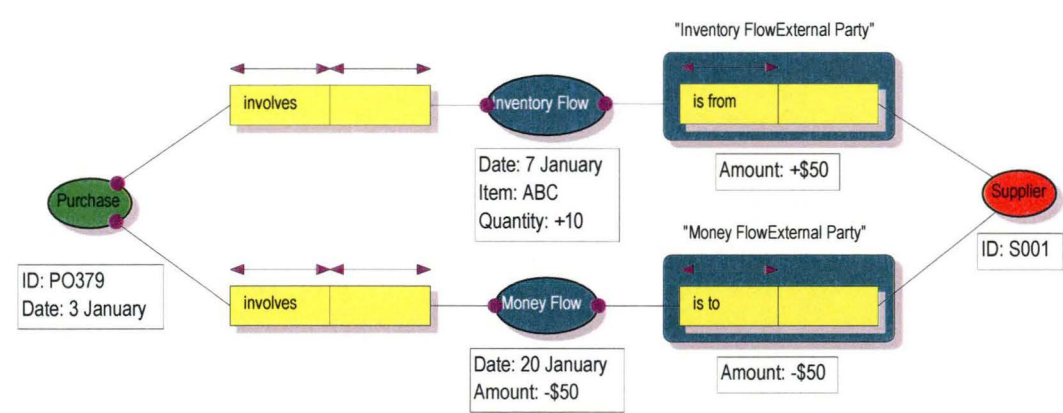 "Inventory FlowExternal Party"
involves
Inventory Flow
is from
Date: 7 January
Item: ABC
Quantity: +10
Amount: +$50
Purchase
Supplier
"Money FlowExternal Party"
ID: S001
ID: PO379
Date: 3 January
involves
Money Flow
is to
Date: 20 January
Amount: -$50
Amount: -$50